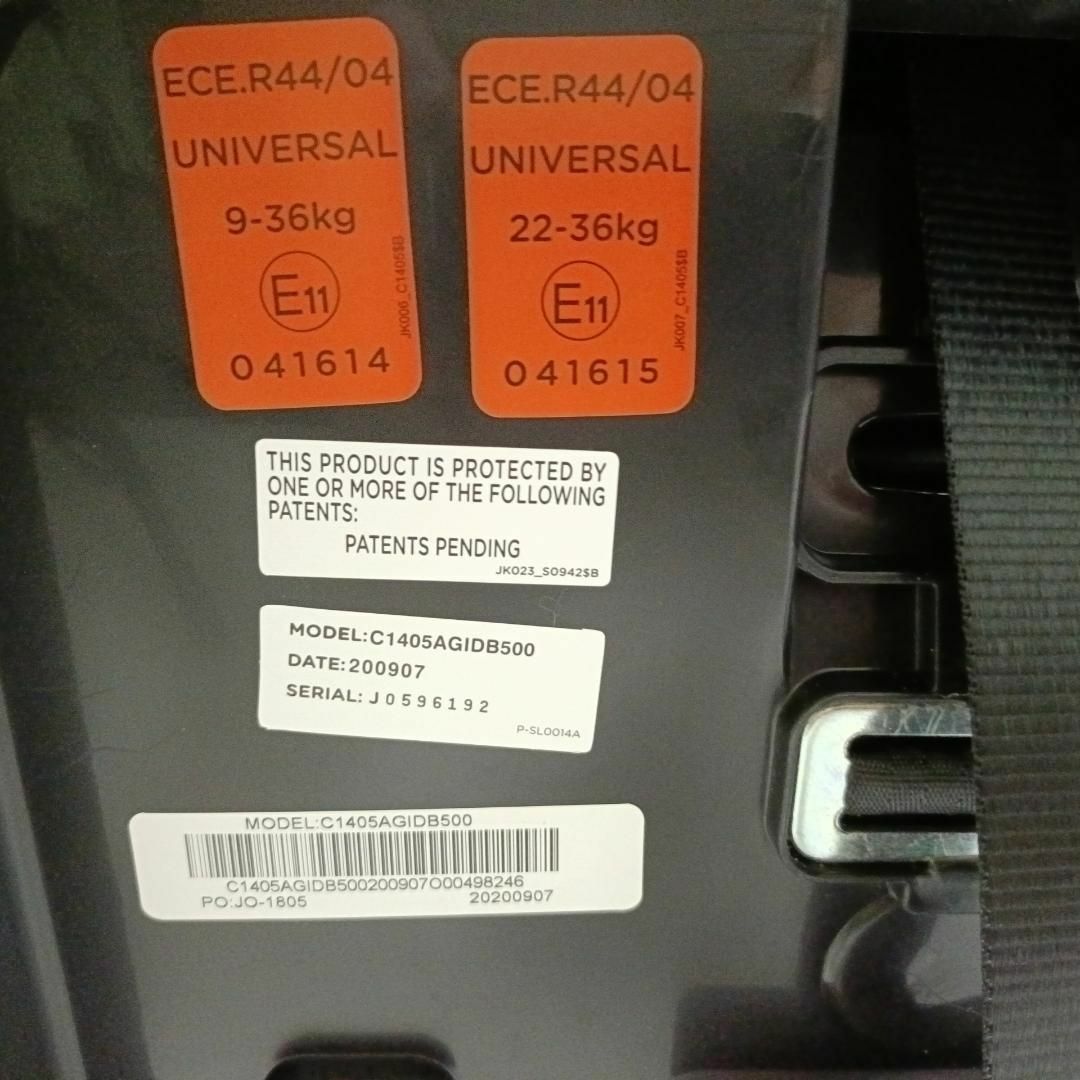 ECE.R44/04
UNIVERSAL
9-36kg
E11
041614
JK006_C1405$B
ECE.R44/04
UNIVERSAL
22-36kg
E11
041615
JK007_C1405$B
THIS PRODUCT IS PROTECTED BY
ONE OR MORE OF THE FOLLOWING
PATENTS:
PATENTS PENDING
JK023_S0942$B
MODEL:C1405AGIDB500
DATE:200907
SERIAL: J0596192
P-SL0014A
MODEL:C1405AGIDB500
C1405AGIDB500200907O00498246
PO:JO-1805 20200907